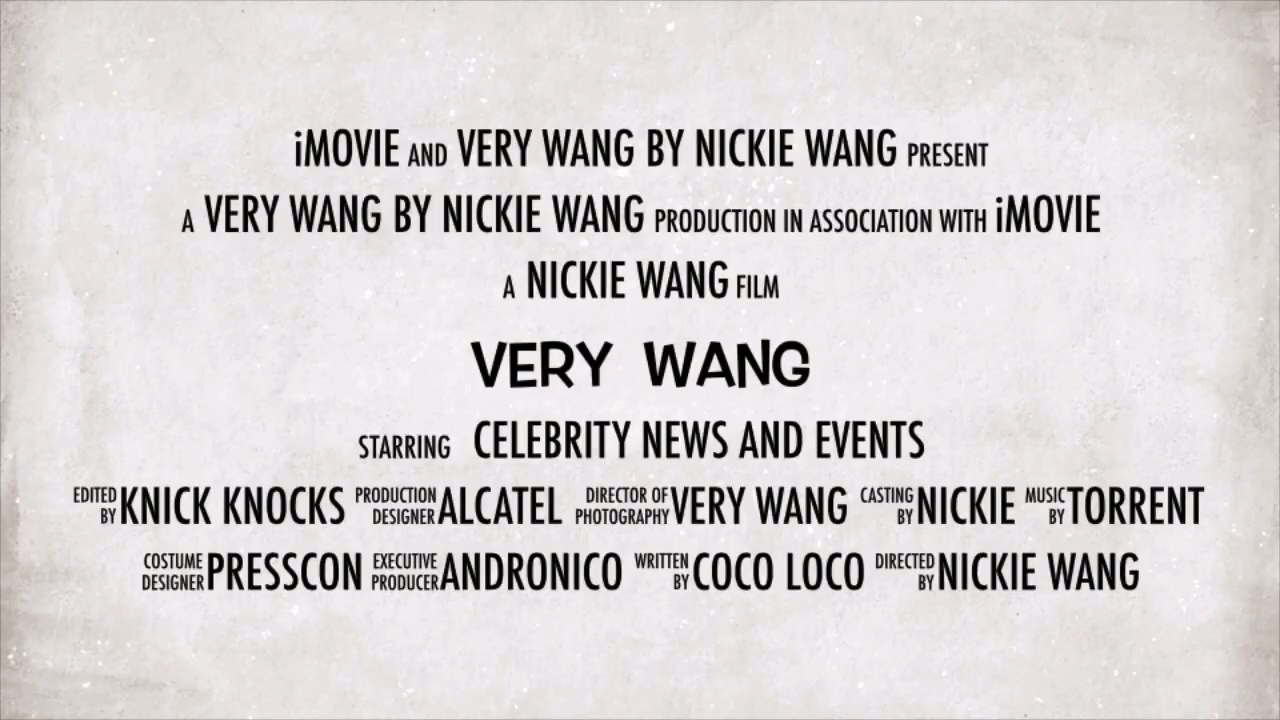 iMOVIE AND VERY WANG BY NICKIE WANG PRESENT
A VERY WANG BY NICKIE WANG PRODUCTION IN ASSOCIATION WITH iMOVIE
A NICKIE WANG FILM
VERY WANG
STARRING CELEBRITY NEWS AND EVENTS
EDITED BY KNICK KNOCKS PRODUCTION DESIGNER ALCATEL DIRECTOR OF PHOTOGRAPHY VERY WANG CASTING BY NICKIE MUSIC BY TORRENT
COSTUME DESIGNER PRESSCON EXECUTIVE PRODUCER ANDRONICO WRITTEN BY COCO LOCO DIRECTED BY NICKIE WANG